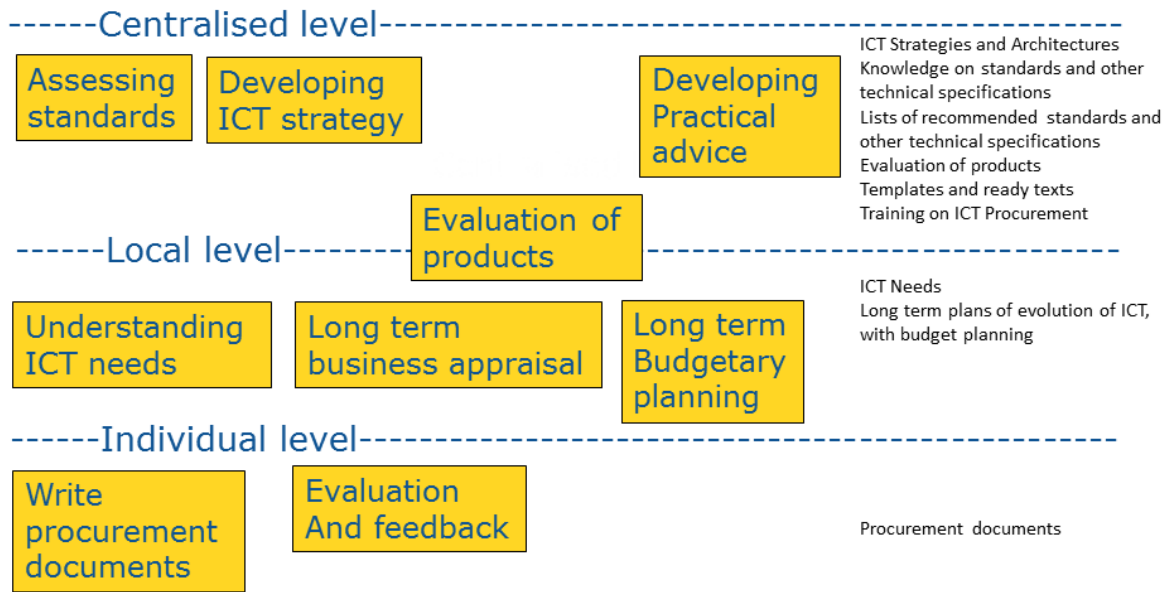 ------Centralised level------------------------------------------------
Assessing
standards
Developing
ICT strategy
Developing
Practical
advice
ICT Strategies and Architectures
Knowledge on standards and other
technical specifications
Lists of recommended standards and
other technical specifications
Evaluation of products
Templates and ready texts
Training on ICT Procurement
Evaluation of
products
------Local level------------------------------------------------
Understanding
ICT needs
Long term
business appraisal
Long term
Budgetary
planning
ICT Needs
Long term plans of evolution of ICT,
with budget planning
------Individual level------------------------------------------------
Write
procurement
documents
Evaluation
And feedback
Procurement documents